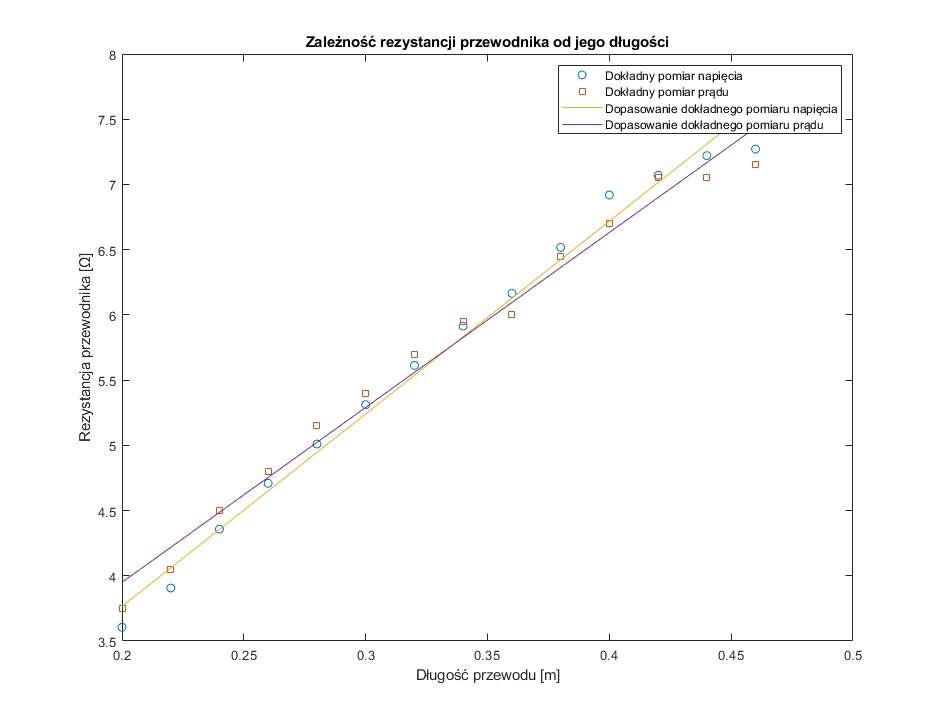 Zależność rezystancji przewodnika od jego długości
8
7.5
7
6.5
6
5.5
5
4.5
4
3.5
Rezystancja przewodnika [Ω]
Dokładny pomiar napięcia
Dokładny pomiar prądu
Dopasowanie dokładnego pomiaru napięcia
Dopasowanie dokładnego pomiaru prądu
0.2 0.25 0.3 0.35 0.4 0.45 0.5
Długość przewodu [m]